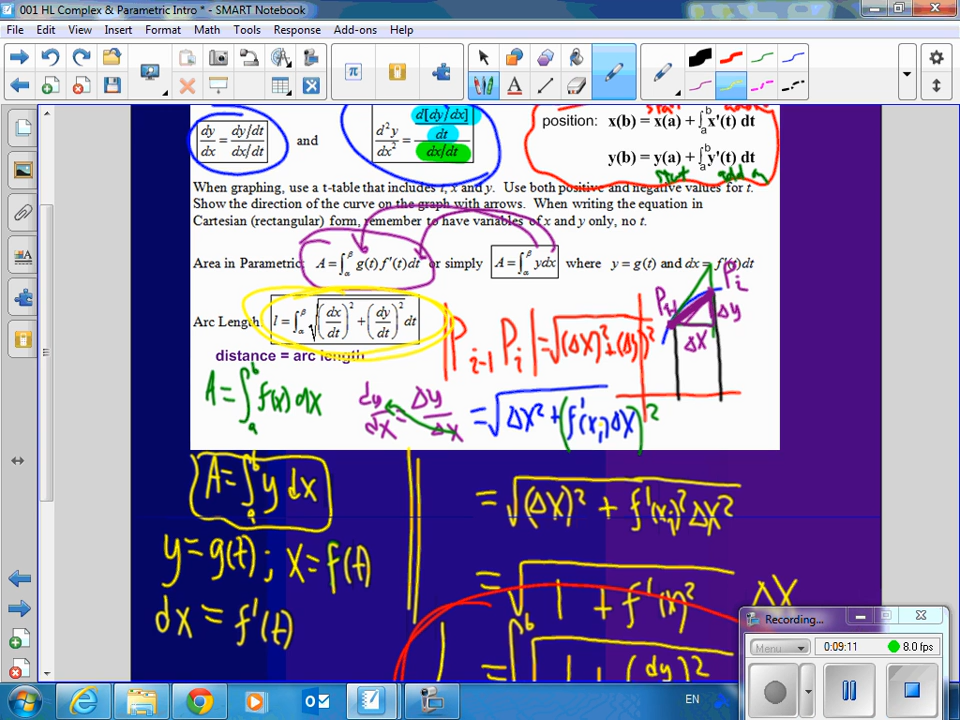 001 HL Complex & Parametric Intro * - SMART Notebook
File Edit View Insert Format Math Tools Response Add-ons Help
dy/dx = dy/dt / dx/dt and d²y/dx² = d[dy/dx]/dt / dx/dt
position: x(b) = x(a) + ∫ₐᵇ x'(t) dt
y(b) = y(a) + ∫ₐᵇ y'(t) dt
start
When graphing, use a t-table that includes t, x and y. Use both positive and negative values for t.
Show the direction of the curve on the graph with arrows. When writing the equation in
Cartesian (rectangular) form, remember to have variables of x and y only, no t.
Area in Parametric: A = ∫_α^β g(t) f'(t)dt or simply A = ∫_α^β ydx where y = g(t) and dx = f'(t)dt
Arc Length: l = ∫_α^β √((dx/dt)² + (dy/dt)²) dt
distance = arc length
Pi
Δy
Δx
|P i-1 P i| = √((Δx)² + (Δy)²)
A = ∫ₐᵇ f(x) dx
dy/dx = Δy/Δx
= √(Δx² + (f'(xi) Δx)²)
A = ∫ₐᵇ y dx
y = g(t); x = f(t)
dx = f'(t)
= √((Δx)² + f'(xi)² Δx²)
= √(1 + f'(x)²) Δx
= ∫ᵇ √(1 + (dy)²
Recording...
Menu
0:09:11
8.0 fps
EN